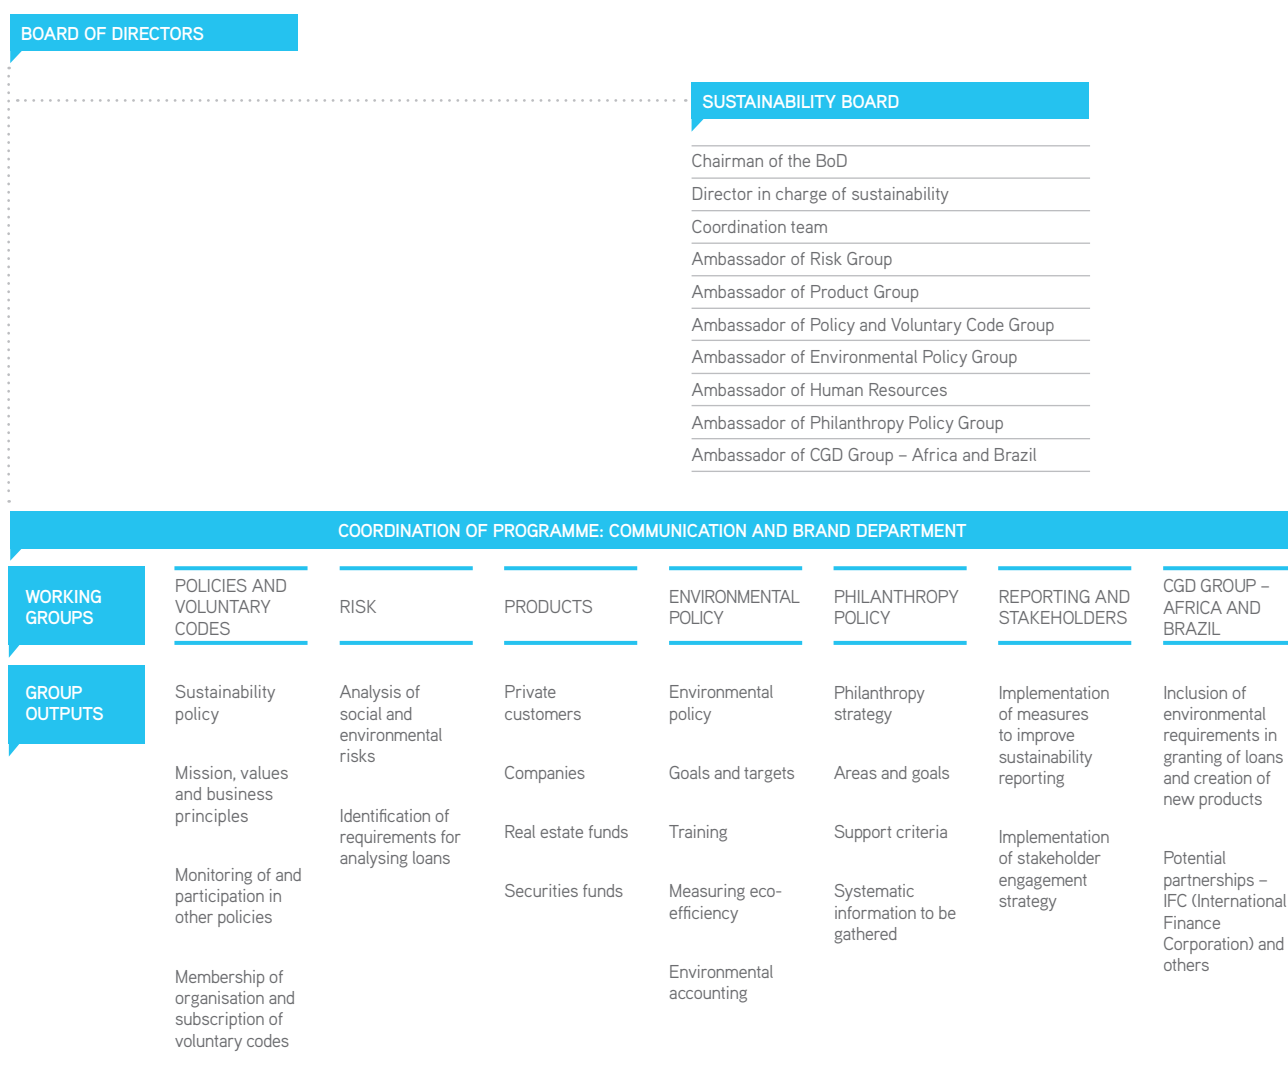 BOARD OF DIRECTORS
SUSTAINABILITY BOARD
Chairman of the BoD
Director in charge of sustainability
Coordination team
Ambassador of Risk Group
Ambassador of Product Group
Ambassador of Policy and Voluntary Code Group
Ambassador of Environmental Policy Group
Ambassador of Human Resources
Ambassador of Philanthropy Policy Group
Ambassador of CGD Group – Africa and Brazil
COORDINATION OF PROGRAMME: COMMUNICATION AND BRAND DEPARTMENT
WORKING
GROUPS
POLICIES AND
VOLUNTARY
CODES
RISK
PRODUCTS
ENVIRONMENTAL
POLICY
PHILANTHROPY
POLICY
REPORTING AND
STAKEHOLDERS
CGD GROUP –
AFRICA AND
BRAZIL
GROUP
OUTPUTS
Sustainability
policy
Mission, values
and business
principles
Monitoring of and
participation in
other policies
Membership of
organisation and
subscription of
voluntary codes
Analysis of
social and
environmental
risks
Identification of
requirements for
analysing loans
Private
customers
Companies
Real estate funds
Securities funds
Environmental
policy
Goals and targets
Training
Measuring eco-
efficiency
Environmental
accounting
Philanthropy
strategy
Areas and goals
Support criteria
Systematic
information to be
gathered
Implementation
of measures
to improve
sustainability
reporting
Implementation
of stakeholder
engagement
strategy
Inclusion of
environmental
requirements in
granting of loans
and creation of
new products
Potential
partnerships –
IFC (International
Finance
Corporation) and
others